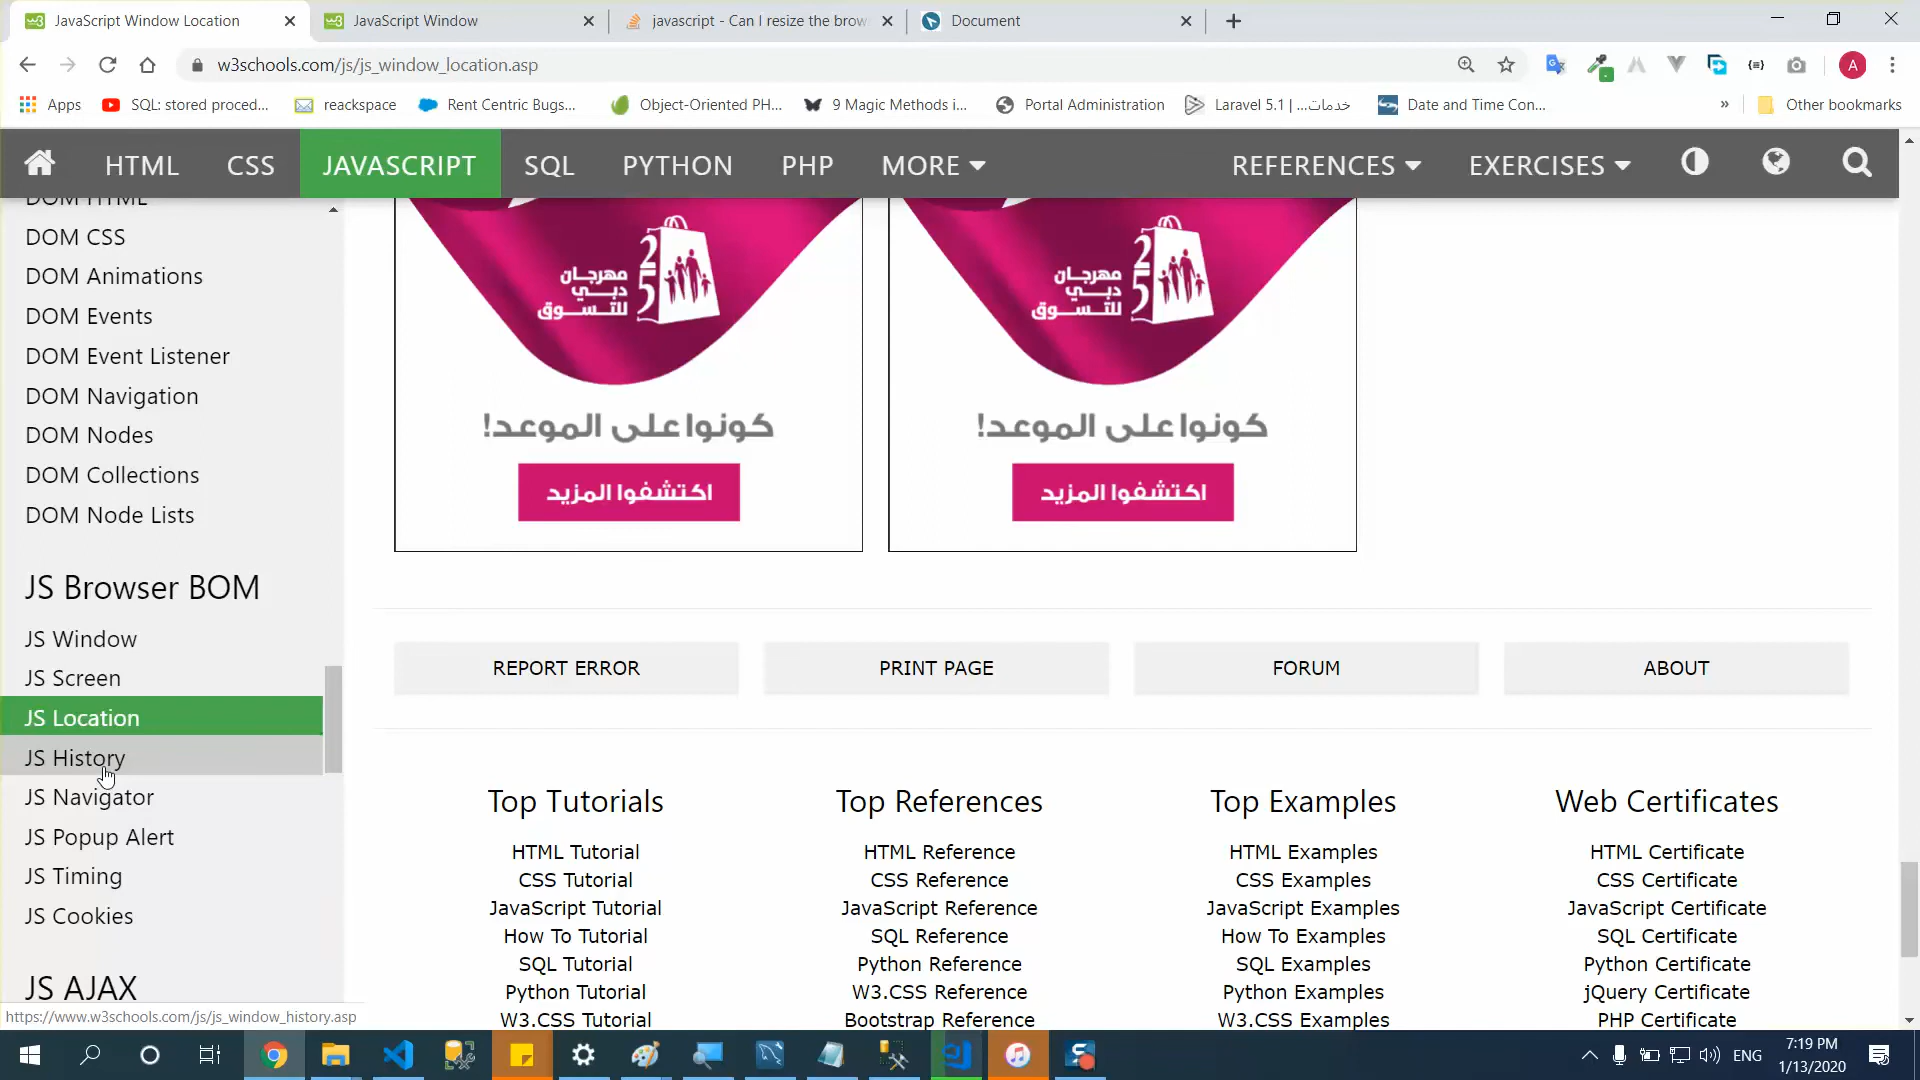 JavaScript Window Location
JavaScript Window
javascript - Can I resize the brow
Document
w3schools.com/js/js_window_location.asp
Apps
SQL: stored proced...
reackspace
Rent Centric Bugs...
Object-Oriented PH...
9 Magic Methods i...
Portal Administration
Laravel 5.1 | ...خدمات
Date and Time Con...
»
Other bookmarks
HTML
CSS
JAVASCRIPT
SQL
PYTHON
PHP
MORE
REFERENCES
EXERCISES
DOM HTML
DOM CSS
DOM Animations
DOM Events
DOM Event Listener
DOM Navigation
DOM Nodes
DOM Collections
DOM Node Lists
JS Browser BOM
JS Window
JS Screen
JS Location
JS History
JS Navigator
JS Popup Alert
JS Timing
JS Cookies
JS AJAX
https://www.w3schools.com/js/js_window_history.asp
25
مهرجان
دبي
للتسوق
كونوا على الموعد!
اكتشفوا المزيد
25
مهرجان
دبي
للتسوق
كونوا على الموعد!
اكتشفوا المزيد
REPORT ERROR
PRINT PAGE
FORUM
ABOUT
Top Tutorials
HTML Tutorial
CSS Tutorial
JavaScript Tutorial
How To Tutorial
SQL Tutorial
Python Tutorial
W3.CSS Tutorial
Top References
HTML Reference
CSS Reference
JavaScript Reference
SQL Reference
Python Reference
W3.CSS Reference
Bootstrap Reference
Top Examples
HTML Examples
CSS Examples
JavaScript Examples
How To Examples
SQL Examples
Python Examples
W3.CSS Examples
Web Certificates
HTML Certificate
CSS Certificate
JavaScript Certificate
SQL Certificate
Python Certificate
jQuery Certificate
PHP Certificate
ENG
7:19 PM
1/13/2020